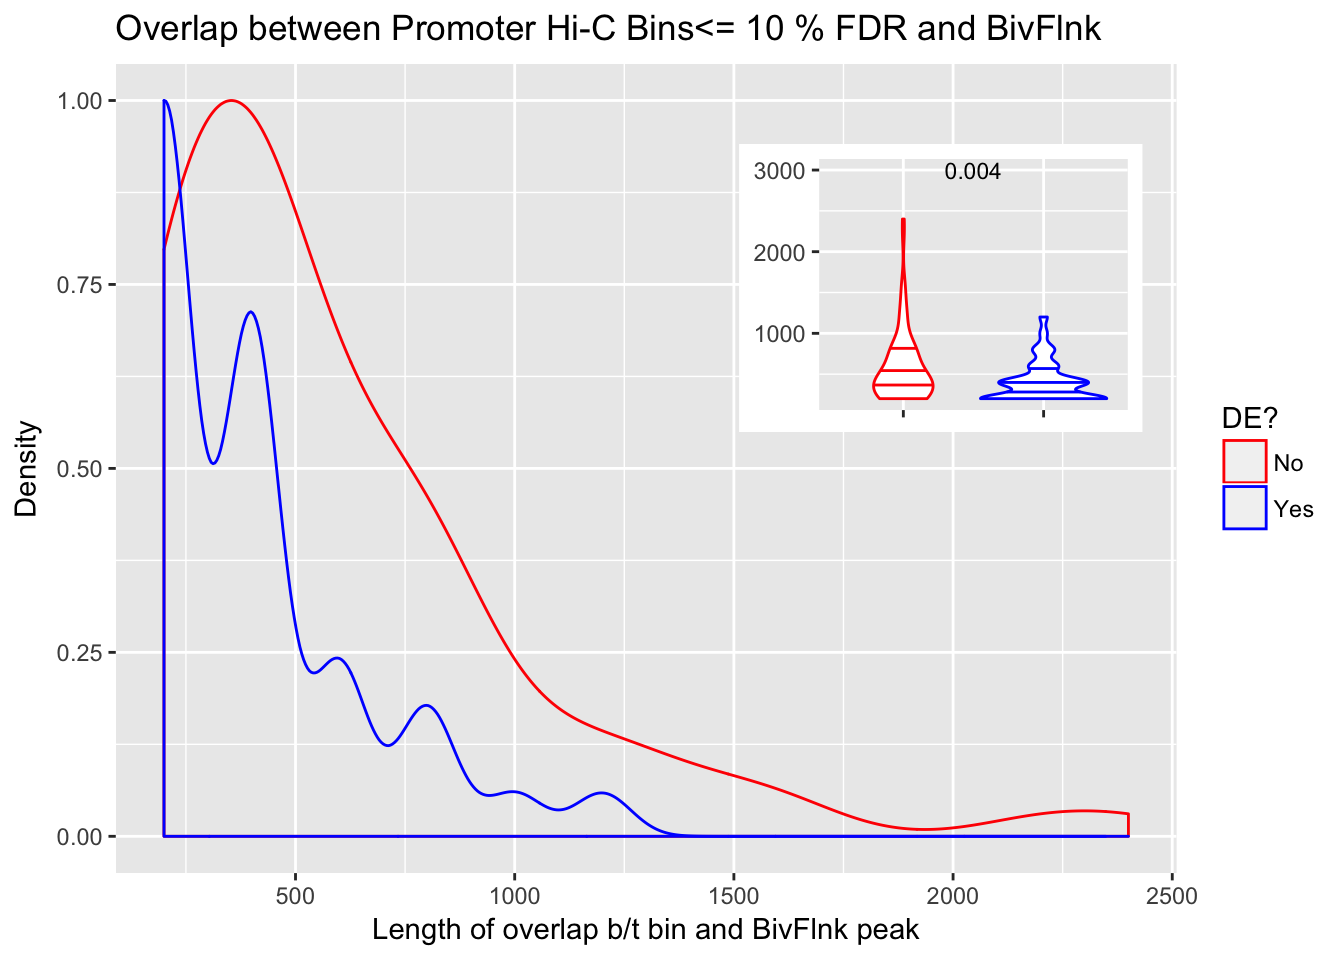 Overlap between Promoter Hi-C Bins<= 10 % FDR and BivFlnk
1.00
0.75
0.50
0.25
0.00
Density
500
1000
1500
2000
2500
Length of overlap b/t bin and BivFlnk peak
3000
2000
1000
0.004
DE?
No
Yes